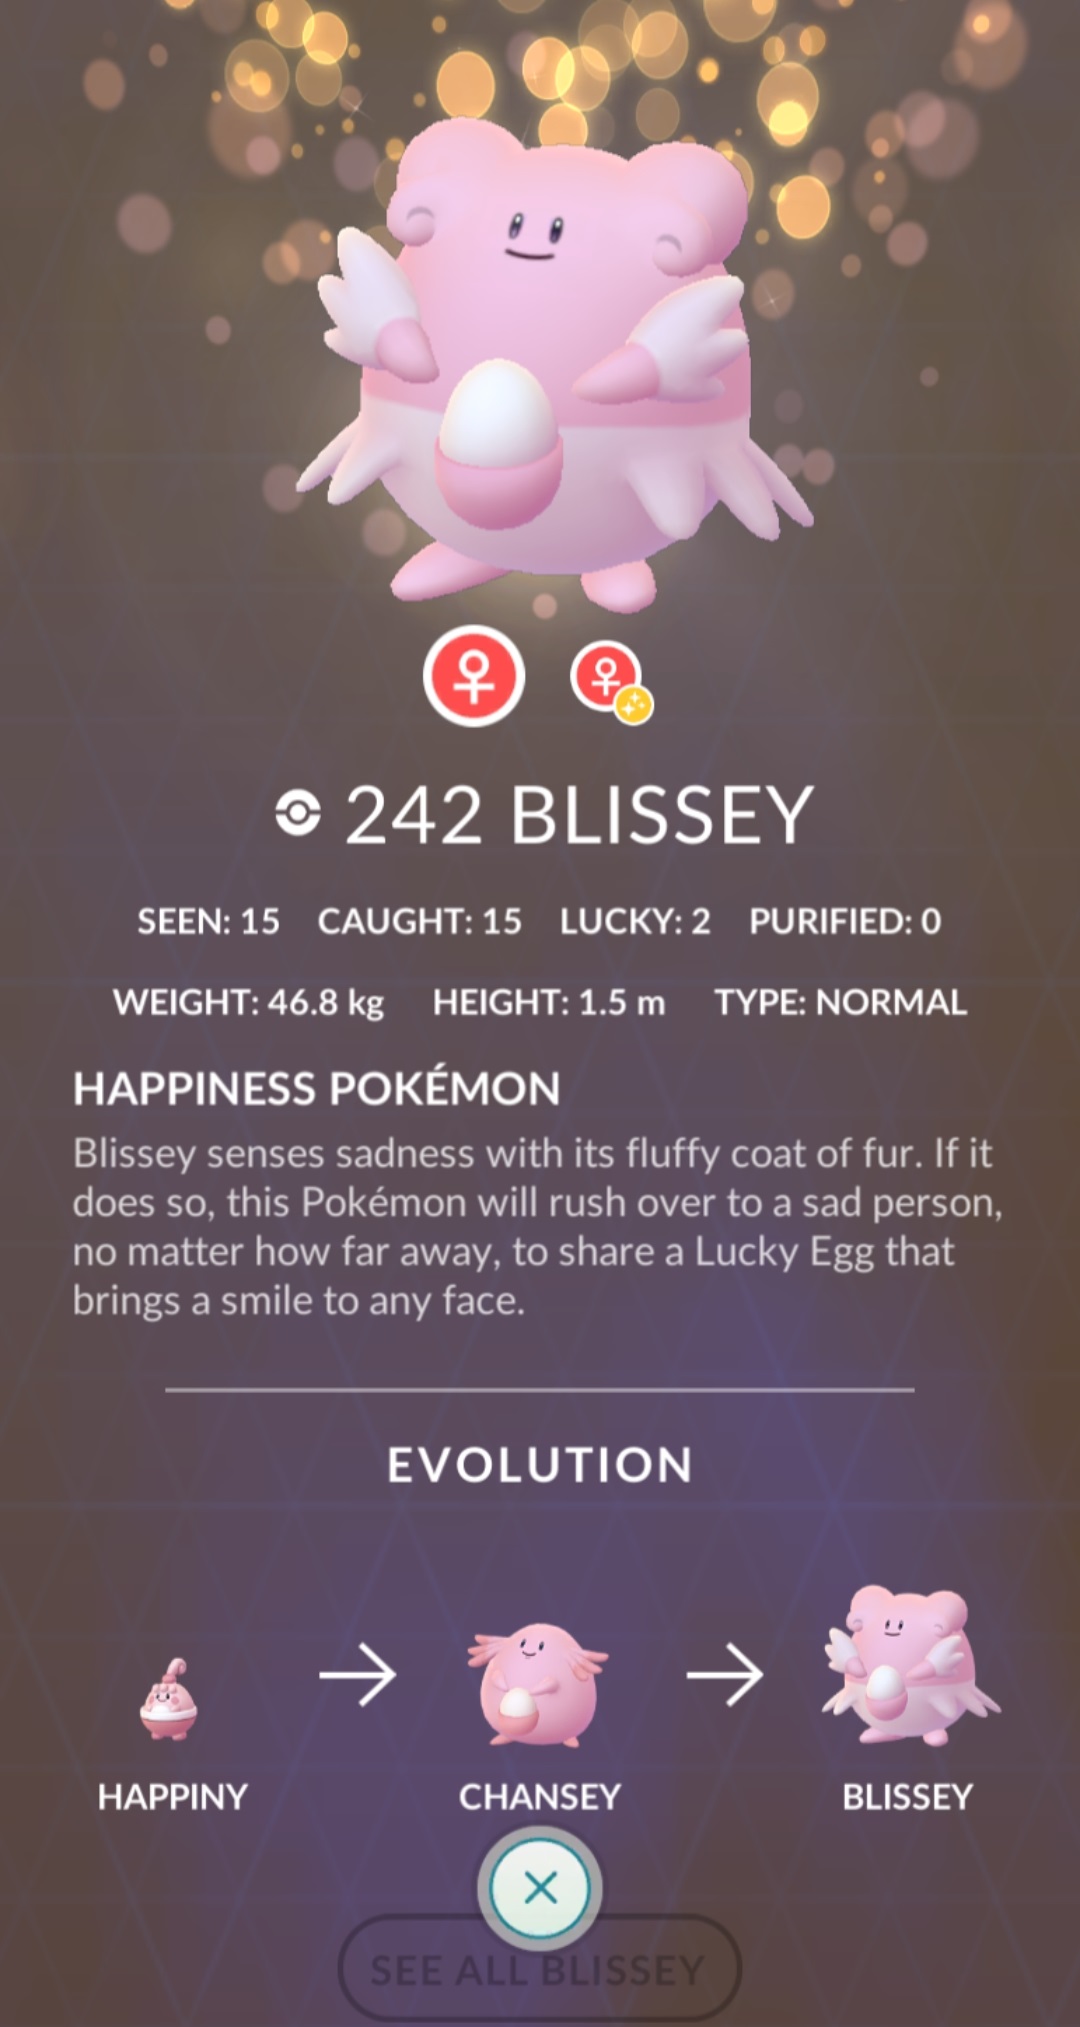 242 BLISSEY
SEEN: 15 CAUGHT: 15 LUCKY: 2 PURIFIED: 0
WEIGHT: 46.8 kg HEIGHT: 1.5 m TYPE: NORMAL
HAPPINESS POKÉMON
Blissey senses sadness with its fluffy coat of fur. If it
does so, this Pokémon will rush over to a sad person,
no matter how far away, to share a Lucky Egg that
brings a smile to any face.
EVOLUTION
HAPPINY CHANSEY BLISSEY
SEE ALL BLISSEY